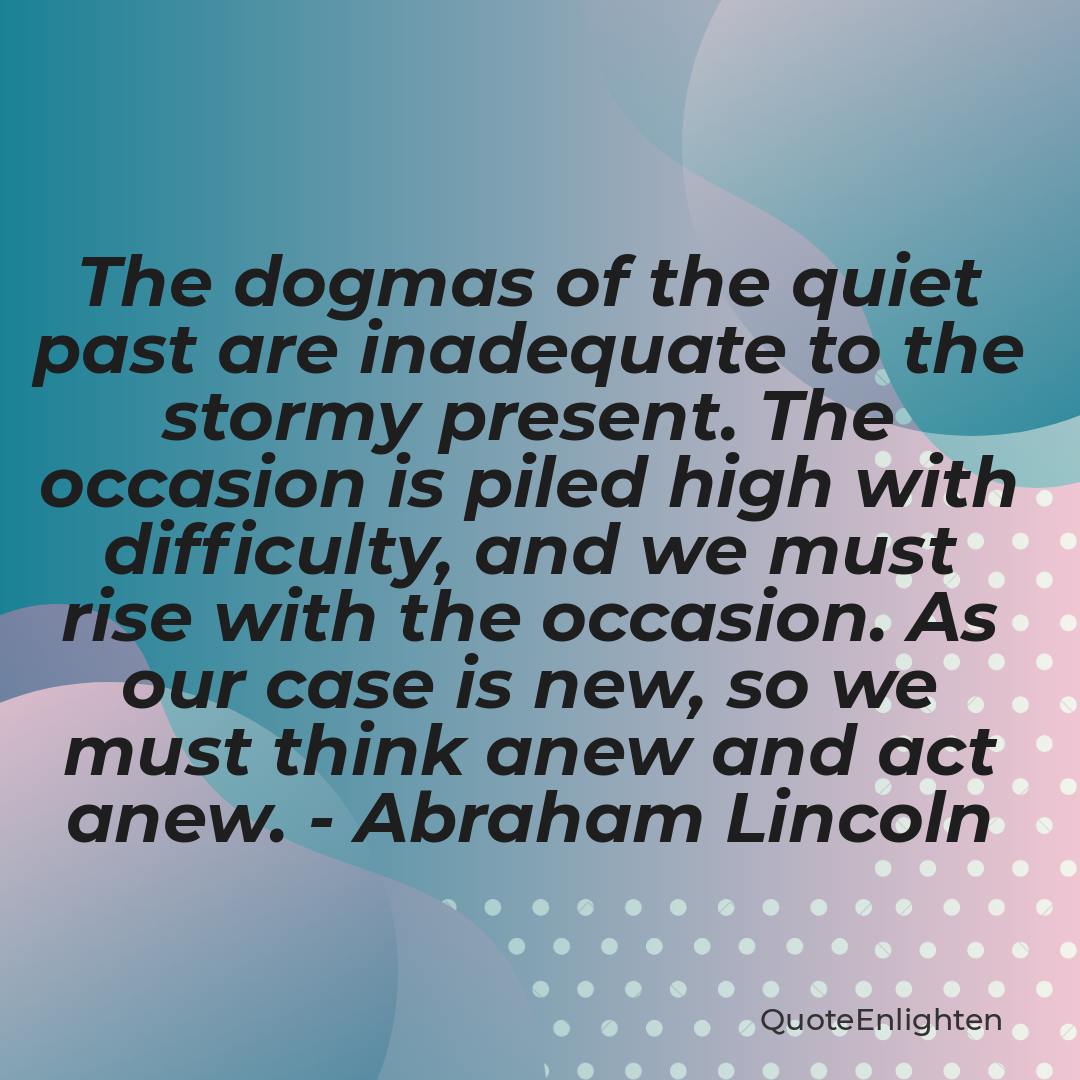 The dogmas of the quiet
past are inadequate to the
stormy present. The
occasion is piled high with
difficulty, and we must
rise with the occasion. As
our case is new, so we
must think anew and act
anew. - Abraham Lincoln
QuoteEnlighten